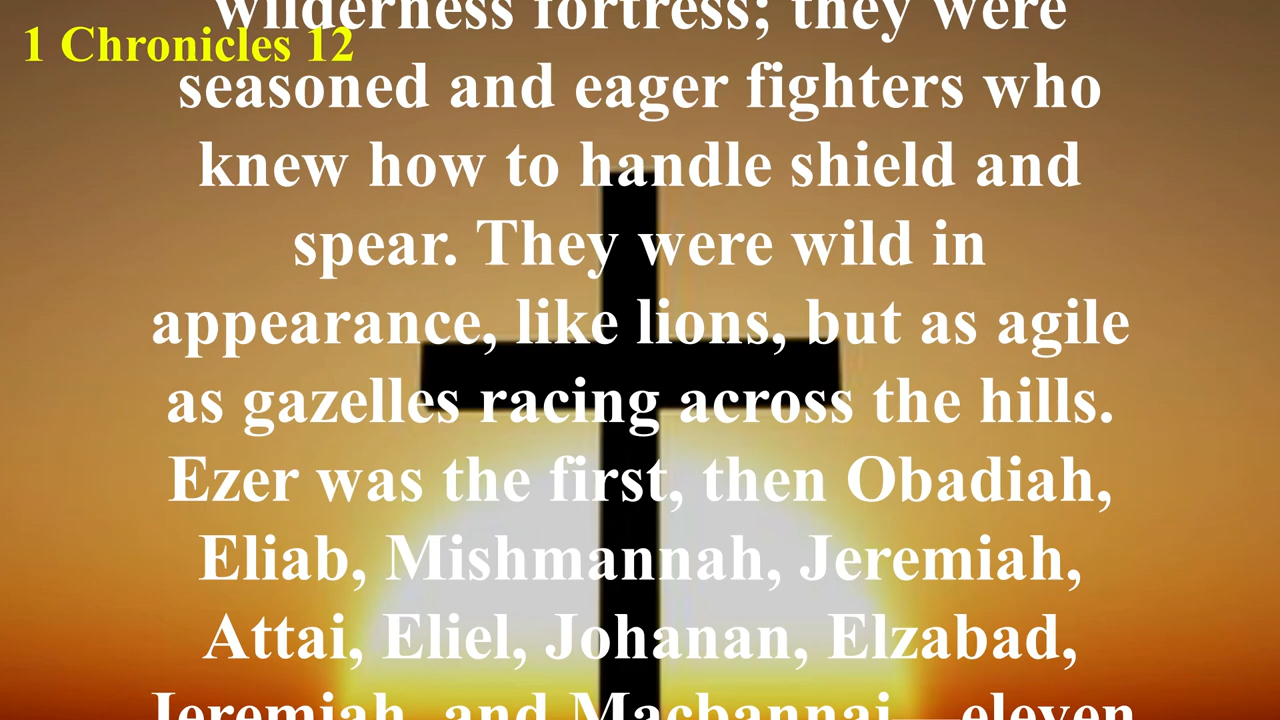 wilderness fortress; they were
1 Chronicles 12
seasoned and eager fighters who
knew how to handle shield and
spear. They were wild in
appearance, like lions, but as agile
as gazelles racing across the hills.
Ezer was the first, then Obadiah,
Eliab, Mishmannah, Jeremiah,
Attai, Eliel, Johanan, Elzabad,
Jeremiah, and Macbannai—eleven